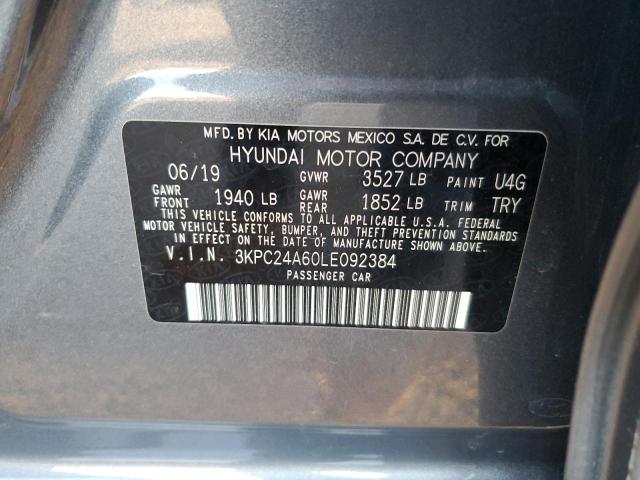 MFD. BY KIA MOTORS MEXICO S.A. DE C.V. FOR
HYUNDAI MOTOR COMPANY
06/19 GVWR 3527 LB PAINT U4G
GAWR FRONT 1940 LB GAWR REAR 1852 LB TRIM TRY
THIS VEHICLE CONFORMS TO ALL APPLICABLE U.S.A. FEDERAL
MOTOR VEHICLE SAFETY, BUMPER, AND THEFT PREVENTION
STANDARDS IN EFFECT ON THE DATE OF MANUFACTURE SHOWN ABOVE.
V.I.N. 3KPC24A60LE092384
PASSENGER CAR